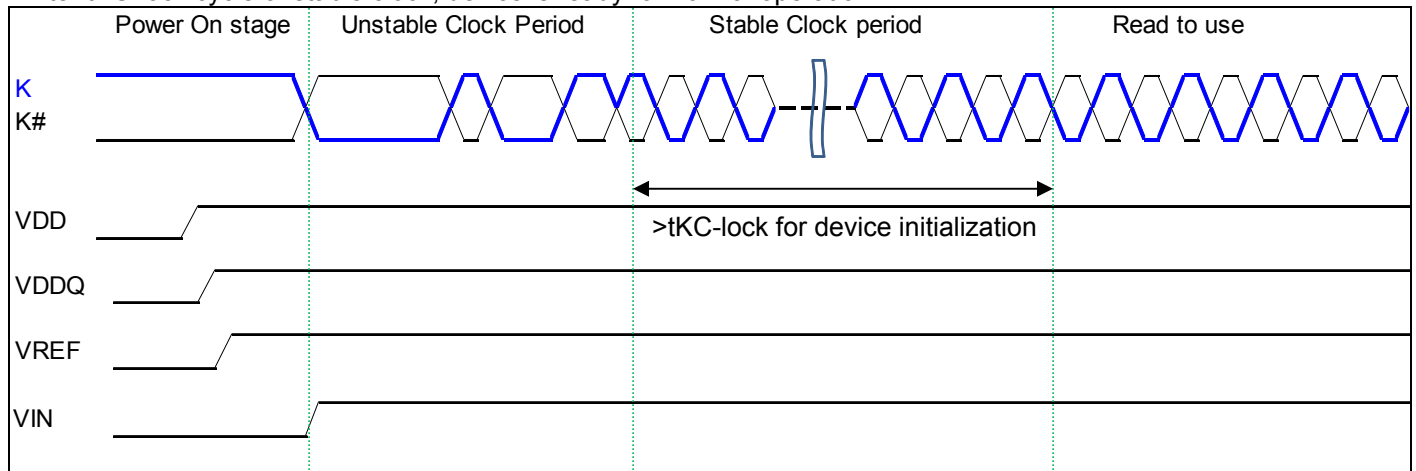 Power On stage Unstable Clock Period Stable Clock period Read to use
K
K#
VDD
>tKC-lock for device initialization
VDDQ
VREF
VIN